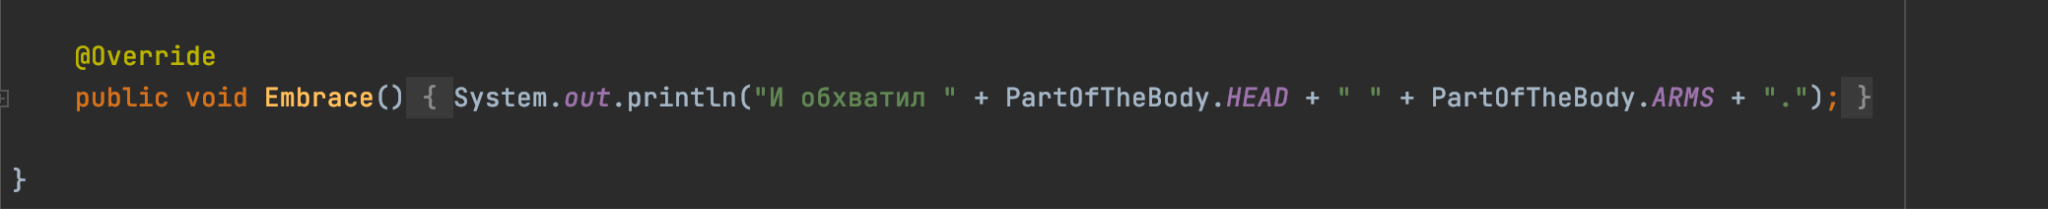 @Override
public void Embrace() { System.out.println("И обхватил " + PartOfTheBody.HEAD + " " + PartOfTheBody.ARMS + "."); }
}